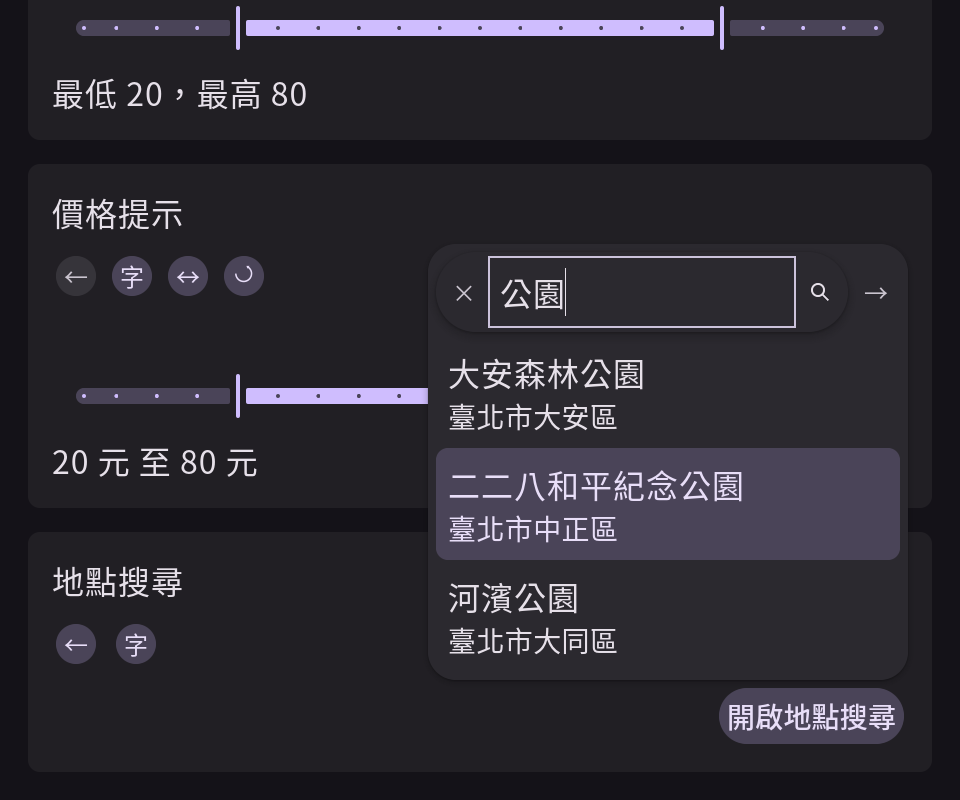 最低 20，最高 80
價格提示
字
公園
大安森林公園
臺北市大安區
二二八和平紀念公園
臺北市中正區
河濱公園
臺北市大同區
20 元 至 80 元
地點搜尋
字
開啟地點搜尋